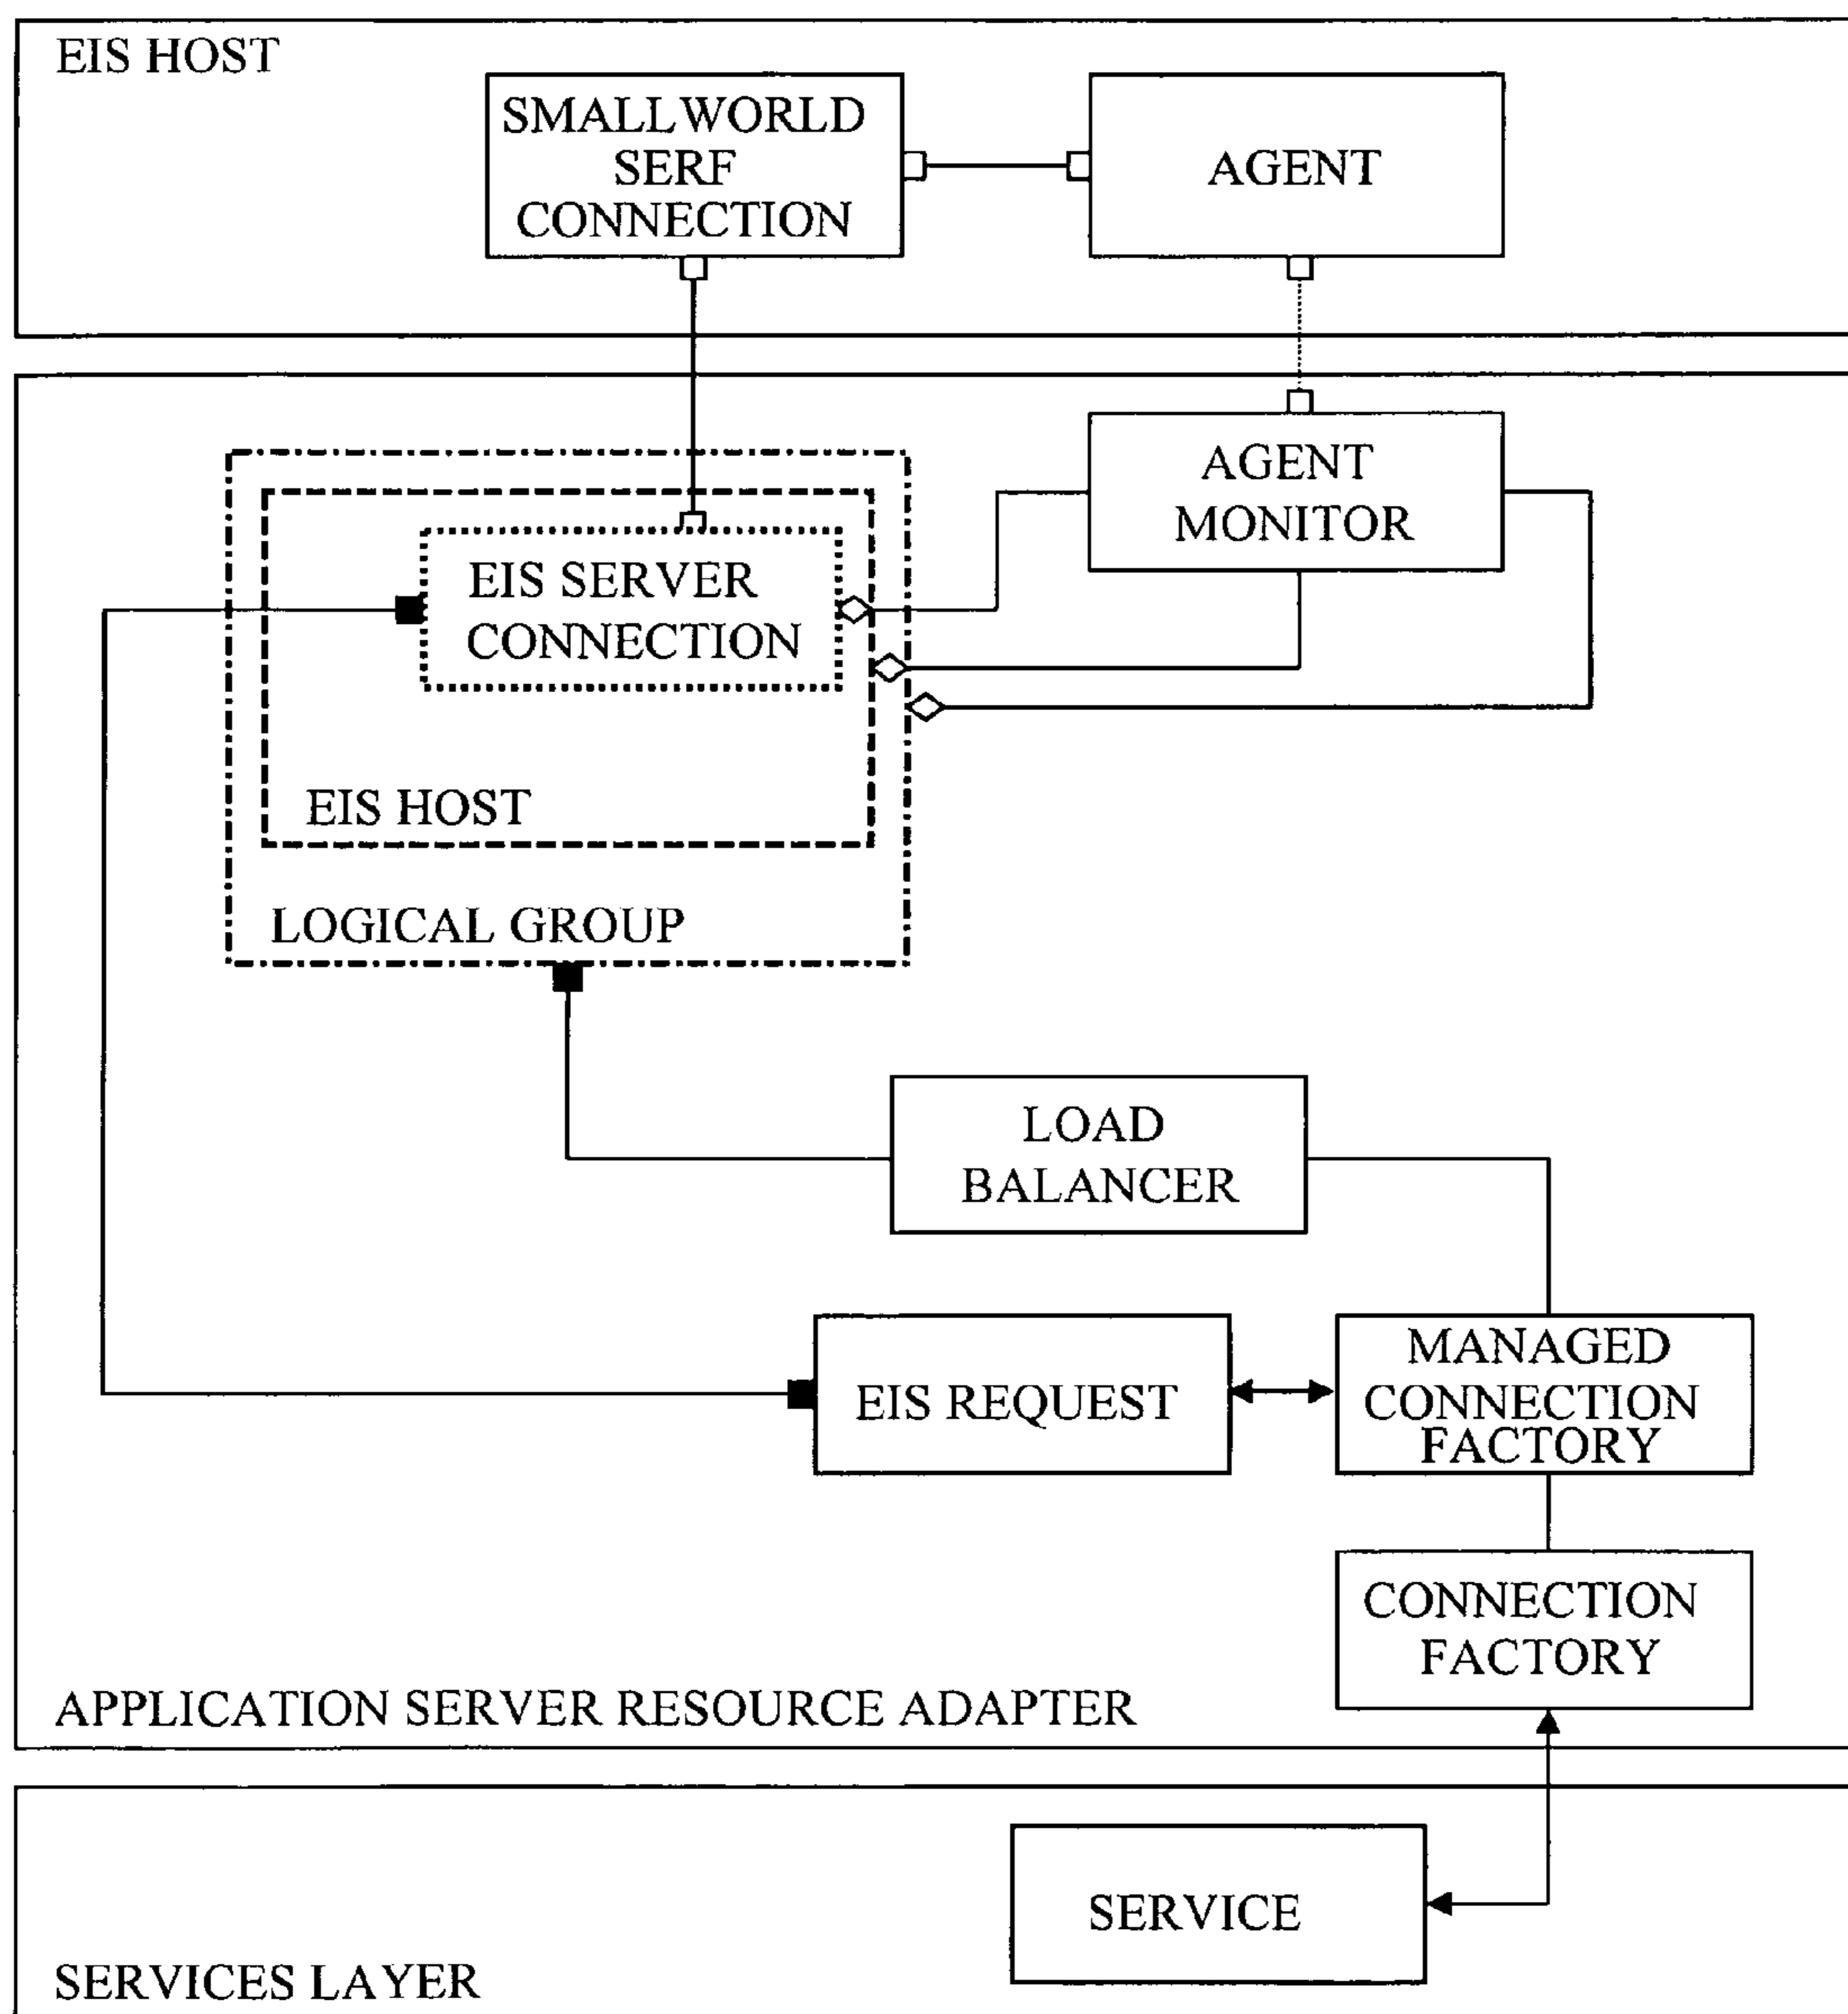 EIS HOST
SMALLWORLD
SERF
CONNECTION
AGENT
AGENT
MONITOR
EIS SERVER
CONNECTION
EIS HOST
LOGICAL GROUP
LOAD
BALANCER
EIS REQUEST
MANAGED
CONNECTION
FACTORY
CONNECTION
FACTORY
APPLICATION SERVER RESOURCE ADAPTER
SERVICE
SERVICES LAYER